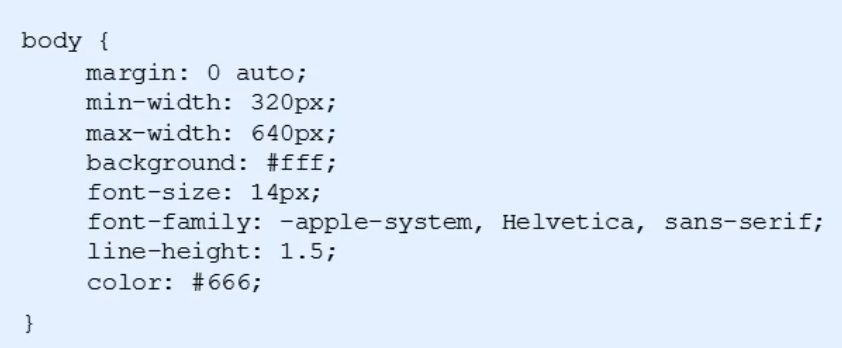 body {
margin: 0 auto;
min-width: 320px;
max-width: 640px;
background: #fff;
font-size: 14px;
font-family: -apple-system, Helvetica, sans-serif;
line-height: 1.5;
color: #666;
}